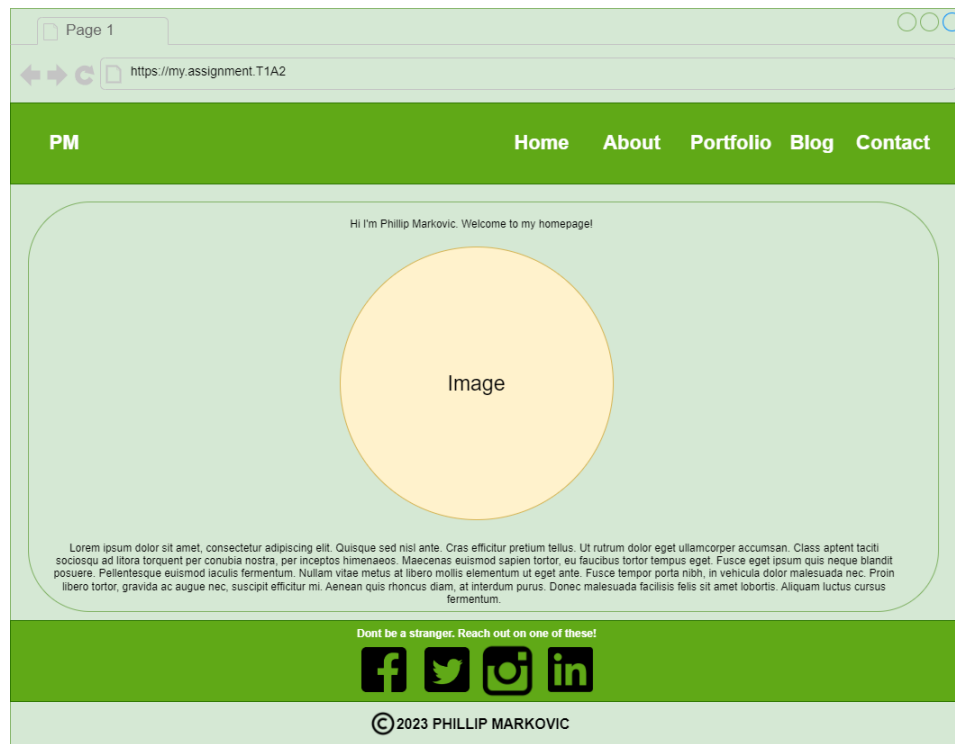 Page 1
https://my.assignment.T1A2
PM Home About Portfolio Blog Contact
Hi I'm Phillip Markovic. Welcome to my homepage!
Image
Lorem ipsum dolor sit amet, consectetur adipiscing elit. Quisque sed nisl ante. Cras efficitur pretium tellus. Ut rutrum dolor eget ullamcorper accumsan. Class aptent taciti
sociosqu ad litora torquent per conubia nostra, per inceptos himenaeos. Maecenas euismod sapien tortor, eu faucibus tortor tempus eget. Fusce eget ipsum quis neque blandit
posuere. Pellentesque euismod iaculis fermentum. Nullam vitae metus at libero mollis elementum ut eget ante. Fusce tempor porta nibh, in vehicula dolor malesuada nec. Proin
libero tortor, gravida ac augue nec, suscipit efficitur mi. Aenean quis rhoncus diam, at interdum purus. Donec malesuada facilisis felis sit amet lobortis. Aliquam luctus cursus
fermentum.
Dont be a stranger. Reach out on one of these!
©2023 PHILLIP MARKOVIC